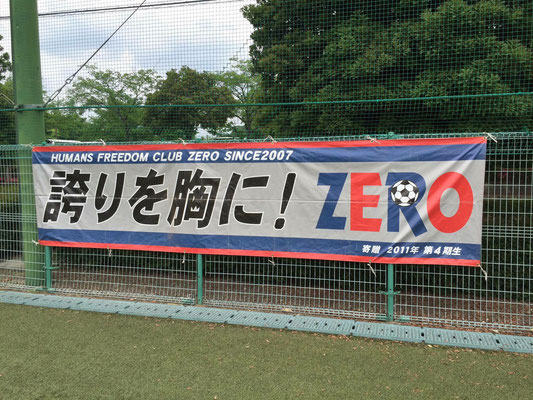 HUMANS FREEDOM CLUB ZERO SINCE2007
誇りを胸に! ZERO
寄贈 2011年 第4期生